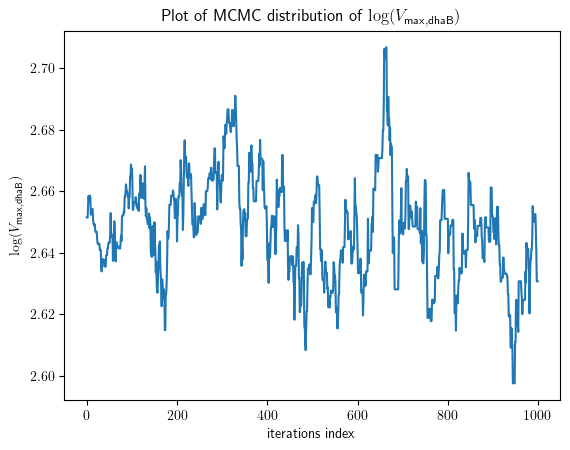 Plot of MCMC distribution of log(V_max,dhaB)
log(V_max,dhaB)
2.70
2.68
2.66
2.64
2.62
2.60
0 200 400 600 800 1000
iterations index